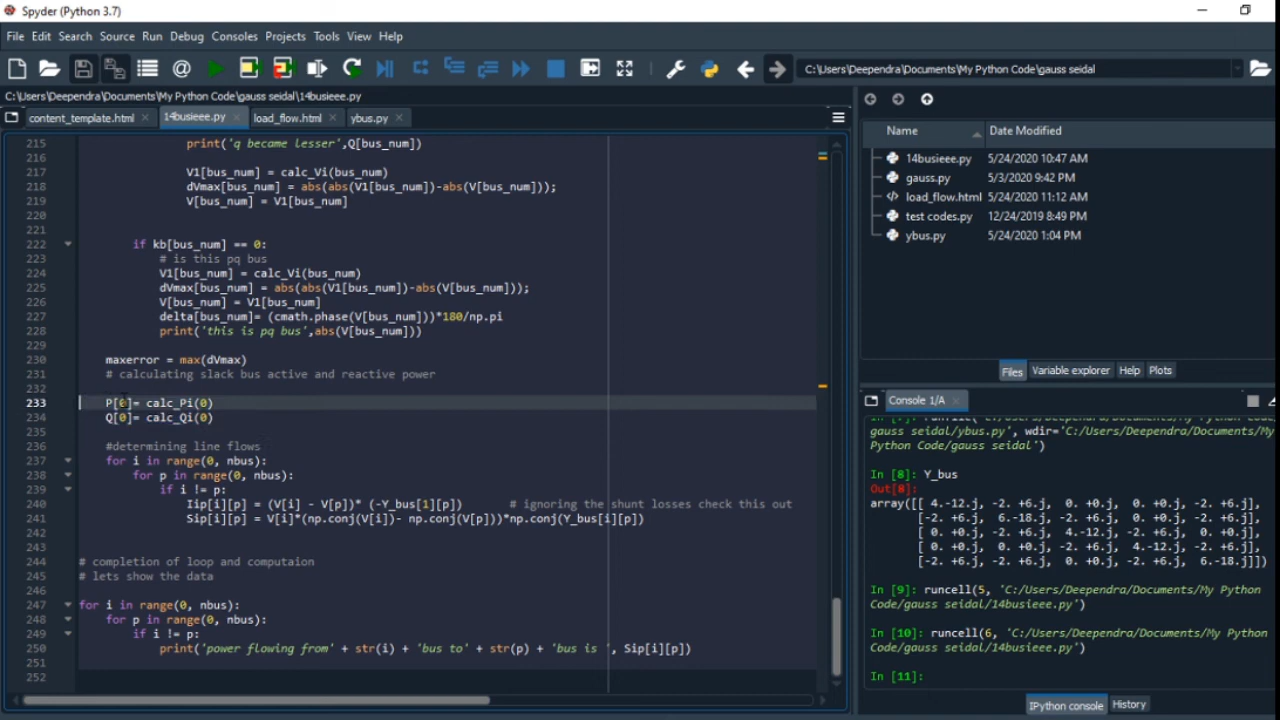 Spyder (Python 3.7)
File Edit Search Source Run Debug Consoles Projects Tools View Help
C:\Users\Deependra\Documents\My Python Code\gauss seidal
C:\Users\Deependra\Documents\My Python Code\gauss seidal\14busieee.py
content_template.html 14busieee.py load_flow.html ybus.py
215 print('q became Lesser',Q[bus_num])
216
217 V1[bus_num] = calc_Vi(bus_num)
218 dVmax[bus_num] = abs(abs(V1[bus_num])-abs(V[bus_num]));
219 V[bus_num] = V1[bus_num]
220
221
222 if kb[bus_num] == 0:
223 # is this pq bus
224 V1[bus_num] = calc_Vi(bus_num)
225 dVmax[bus_num] = abs(abs(V1[bus_num])-abs(V[bus_num]));
226 V[bus_num] = V1[bus_num]
227 delta[bus_num]= (cmath.phase(V[bus_num]))*180/np.pi
228 print('this is pq bus',abs(V[bus_num]))
229
230 maxerror = max(dVmax)
231 # calculating slack bus active and reactive power
232
233 P[0]= calc_Pi(0)
234 Q[0]= calc_Qi(0)
235
236 #determining line flows
237 for i in range(0, nbus):
238 for p in range(0, nbus):
239 if i != p:
240 Iip[i][p] = (V[i] - V[p])* (-Y_bus[1][p]) # ignoring the shunt losses check this out
241 Sip[i][p] = V[i]*(np.conj(V[i])- np.conj(V[p]))*np.conj(Y_bus[i][p])
242
243
244 # completion of loop and computaion
245 # lets show the data
246
247 for i in range(0, nbus):
248 for p in range(0, nbus):
249 if i != p:
250 print('power flowing from' + str(i) + 'bus to' + str(p) + 'bus is ', Sip[i][p])
251
252
Name Date Modified
14busieee.py 5/24/2020 10:47 AM
gauss.py 5/3/2020 9:42 PM
load_flow.html 5/24/2020 11:12 AM
test codes.py 12/24/2019 8:49 PM
ybus.py 5/24/2020 1:04 PM
Files Variable explorer Help Plots
Console 1/A
gauss seidal/ybus.py', wdir='C:/Users/Deependra/Documents/My
Python Code/gauss seidal')
In [8]: Y_bus
Out[8]:
array([[ 4.-12.j, -2. +6.j, 0. +0.j, 0. +0.j, -2. +6.j],
[-2. +6.j, 6.-18.j, -2. +6.j, 0. +0.j, -2. +6.j],
[ 0. +0.j, -2. +6.j, 4.-12.j, -2. +6.j, 0. +0.j],
[ 0. +0.j, 0. +0.j, -2. +6.j, 4.-12.j, -2. +6.j],
[-2. +6.j, -2. +6.j, 0. +0.j, -2. +6.j, 6.-18.j]])
In [9]: runcell(5, 'C:/Users/Deependra/Documents/My Python
Code/gauss seidal/14busieee.py')
In [10]: runcell(6, 'C:/Users/Deependra/Documents/My Python
Code/gauss seidal/14busieee.py')
In [11]:
IPython console History